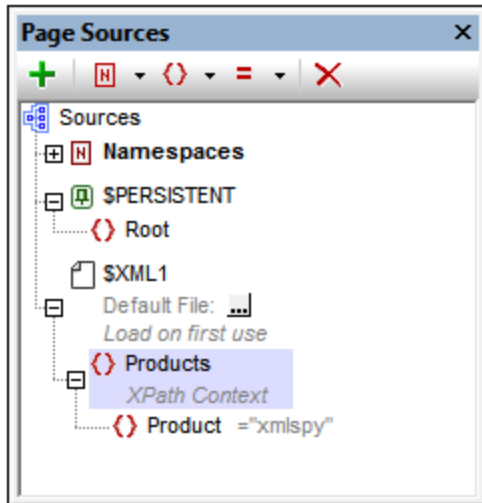 Page Sources
Sources
Namespaces
$PERSISTENT
{} Root
$XML1
Default File: ...
Load on first use
{} Products
XPath Context
{} Product ="xmlspy"